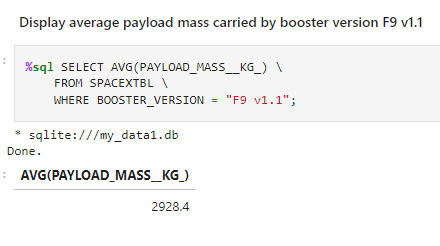 Display average payload mass carried by booster version F9 v1.1
%sql SELECT AVG(PAYLOAD_MASS__KG_) \
FROM SPACEXTBL \
WHERE BOOSTER_VERSION = "F9 v1.1";
* sqlite:///my_data1.db
Done.
AVG(PAYLOAD_MASS__KG_)
2928.4